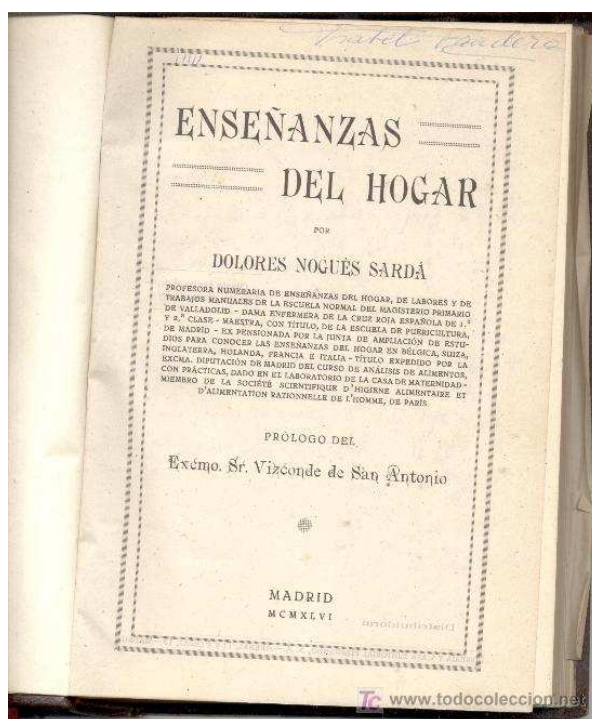 Isabel
ENSEÑANZAS
DEL HOGAR
POR
DOLORES NOGUÉS SARDÁ
PROFESORA NUMERARIA DE ENSEÑANZAS DEL HOGAR, DE LABORES Y DE
TRABAJOS MANUALES DE LA ESCUELA NORMAL DEL MAGISTERIO PRIMARIO
DE VALLADOLID - DAMA ENFERMERA DE LA CRUZ ROJA ESPAÑOLA DE 1.ª
Y 2.ª CLASE - MAESTRA, CON TÍTULO, DE LA ESCUELA DE PUERICULTURA,
DE MADRID - EX PENSIONADA POR LA JUNTA DE AMPLIACIÓN DE ESTU-
DIOS PARA CONOCER LAS ENSEÑANZAS DEL HOGAR EN BÉLGICA, SUIZA,
INGLATERRA, HOLANDA, FRANCIA E ITALIA - TÍTULO EXPEDIDO POR LA
EXCMA. DIPUTACIÓN DE MADRID DEL CURSO DE ANÁLISIS DE ALIMENTOS,
CON PRÁCTICAS, DADO EN EL LABORATORIO DE LA CASA DE MATERNIDAD-
MIEMBRO DE LA SOCIÉTÉ SCIENTIFIQUE D'HIGIENE ALIMENTAIRE ET
D'ALIMENTATION RATIONNELLE DE L'HOMME, DE PARÍS
PRÓLOGO DEL
Excmo. Sr. Vizconde de San Antonio
MADRID
MCMXLVI
Distribuidora:
Tc www.todocoleccion.net